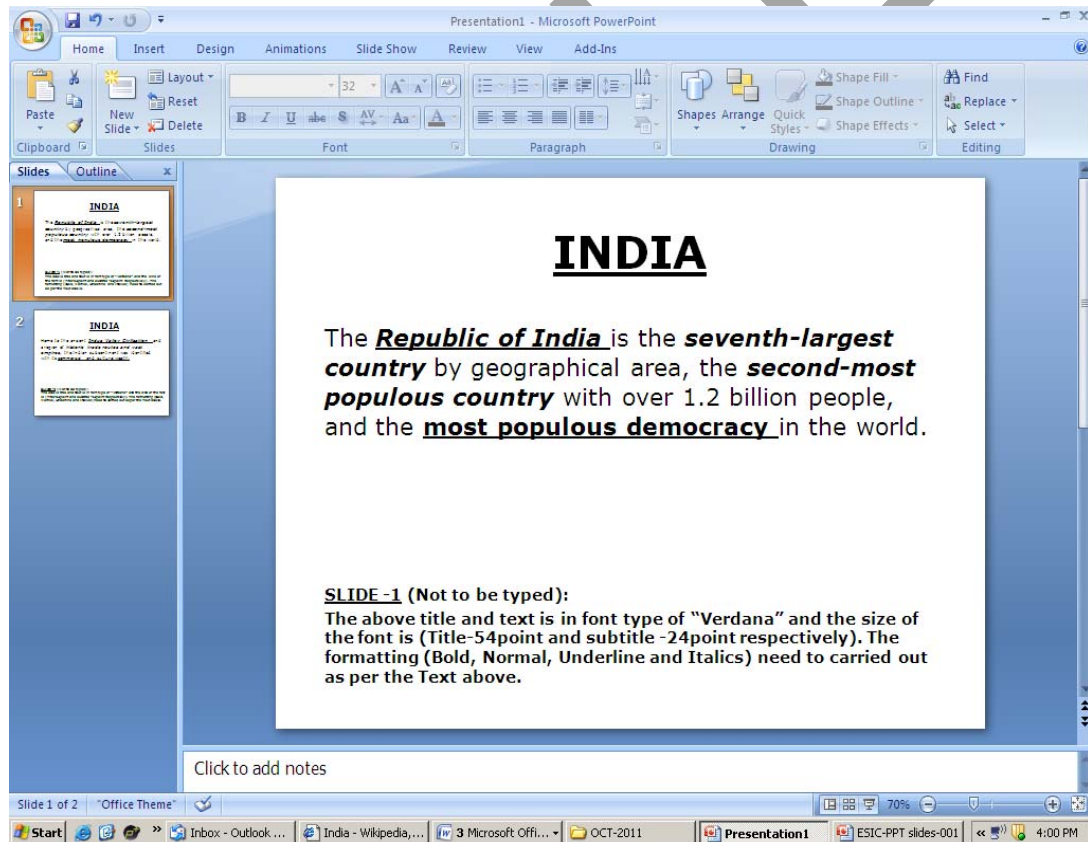 Presentation1 - Microsoft PowerPoint
Home Insert Design Animations Slide Show Review View Add-Ins
Paste
New Slide
Layout
Reset
Delete
32
B I U abc S AV Aa A
Shapes Arrange Quick Styles
Shape Fill
Shape Outline
Shape Effects
Find
Replace
Select
Clipboard Slides Font Paragraph Drawing Editing
Slides Outline
1
INDIA
2
INDIA
INDIA
The Republic of India is the seventh-largest
country by geographical area, the second-most
populous country with over 1.2 billion people,
and the most populous democracy in the world.
SLIDE -1 (Not to be typed):
The above title and text is in font type of “Verdana” and the size of
the font is (Title-54point and subtitle -24point respectively). The
formatting (Bold, Normal, Underline and Italics) need to carried out
as per the Text above.
Click to add notes
Slide 1 of 2 "Office Theme" 70%
Start Inbox - Outlook ... India - Wikipedia,... 3 Microsoft Offi... OCT-2011 Presentation1 ESIC-PPT slides-001 4:00 PM